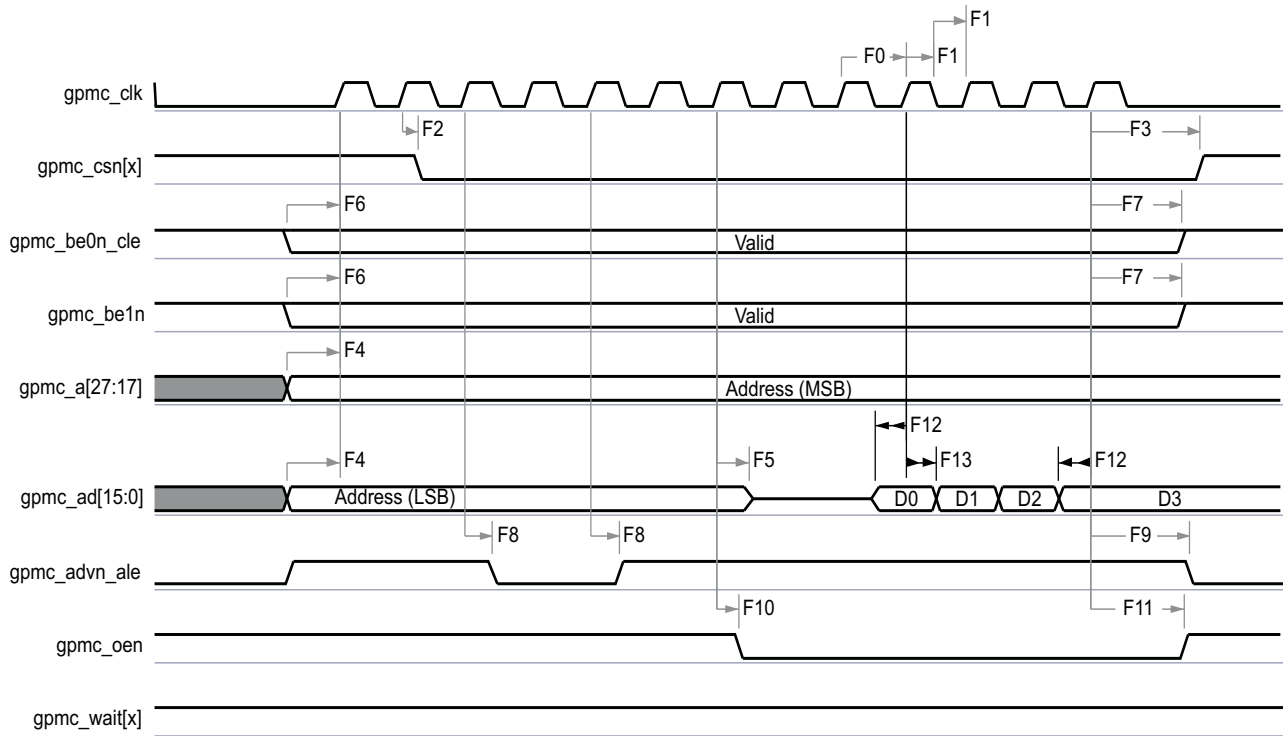 F1
F0 F1
gpmc_clk
F2 F3
gpmc_csn[x]
F6 F7
gpmc_be0n_cle Valid
F6 F7
gpmc_be1n Valid
F4
gpmc_a[27:17] Address (MSB)
F12
F4 F5 F13 F12
gpmc_ad[15:0] Address (LSB) D0 D1 D2 D3
F8 F8 F9
gpmc_advn_ale
F10 F11
gpmc_oen
gpmc_wait[x]